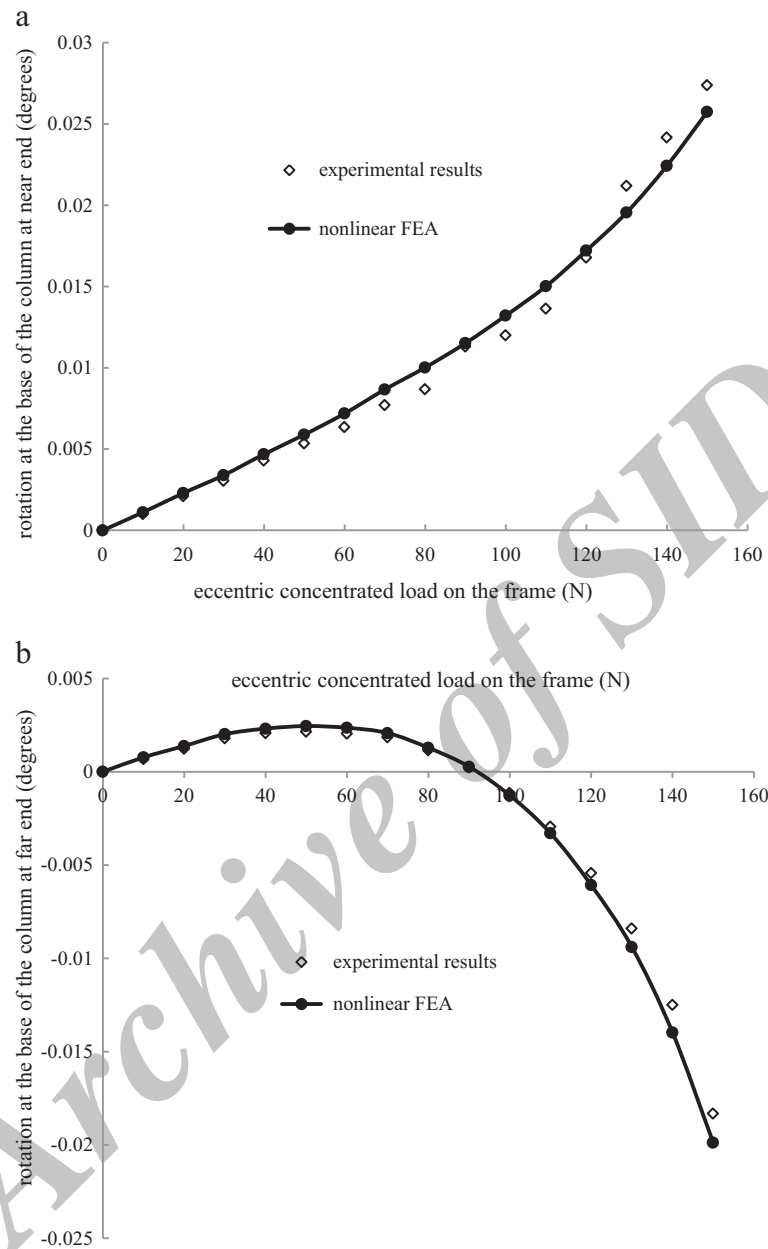 a
0.03
0.025
0.02
0.015
0.01
0.005
0
rotation at the base of the column at near end (degrees)
experimental results
nonlinear FEA
0 20 40 60 80 100 120 140 160
eccentric concentrated load on the frame (N)
b
eccentric concentrated load on the frame (N)
0.005
0
-0.005
-0.01
-0.015
-0.02
-0.025
rotation at the base of the column at far end (degrees)
0 20 40 60 80 100 120 140 160
experimental results
nonlinear FEA
Archive of SID